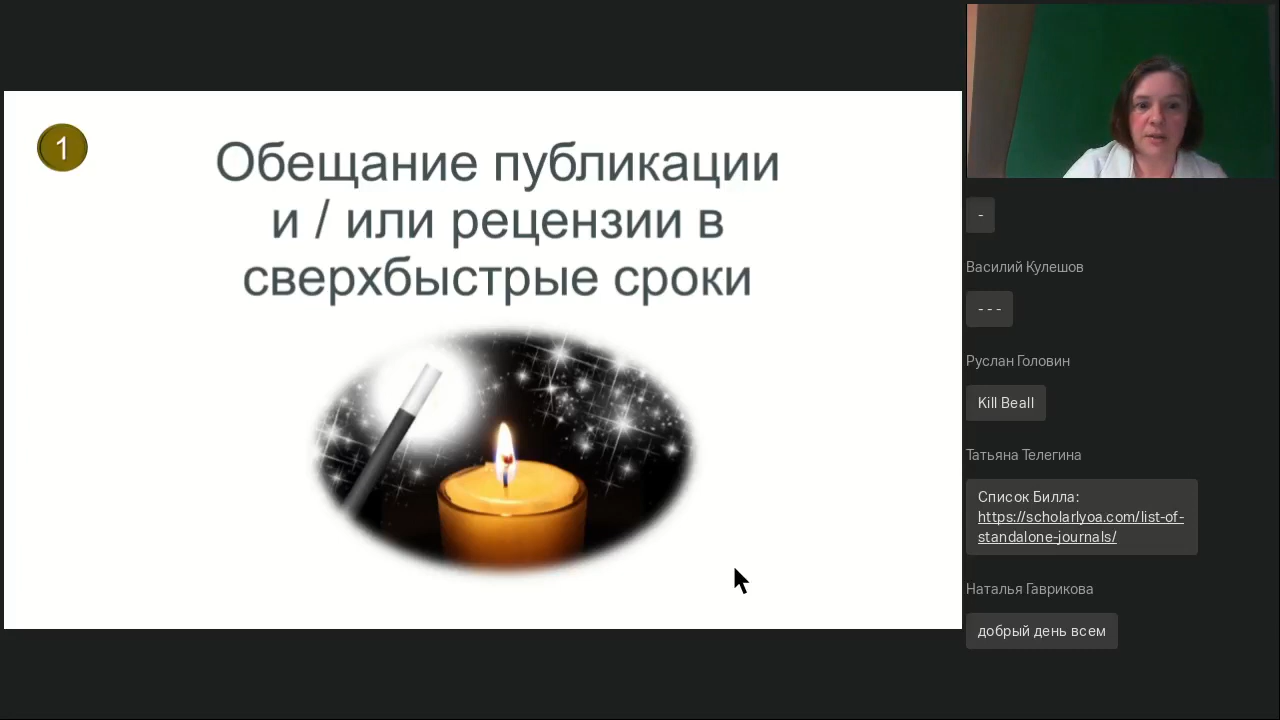 1
Обещание публикации
и / или рецензии в
сверхбыстрые сроки
-
Василий Кулешов
- - -
Руслан Головин
Kill Beall
Татьяна Телегина
Список Билла:
https://scholarlyoa.com/list-of-
standalone-journals/
Наталья Гаврикова
добрый день всем